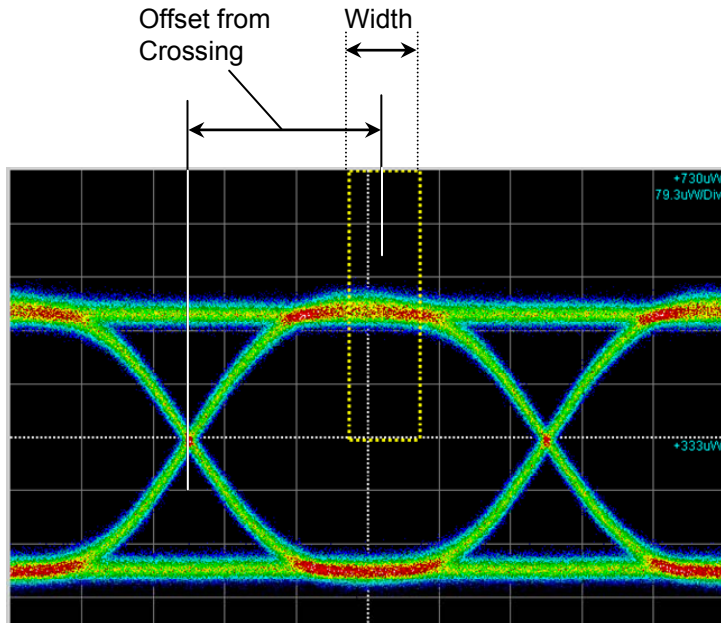 Offset from
Crossing
Width
+730uW
79.3uW/Div
+333uW